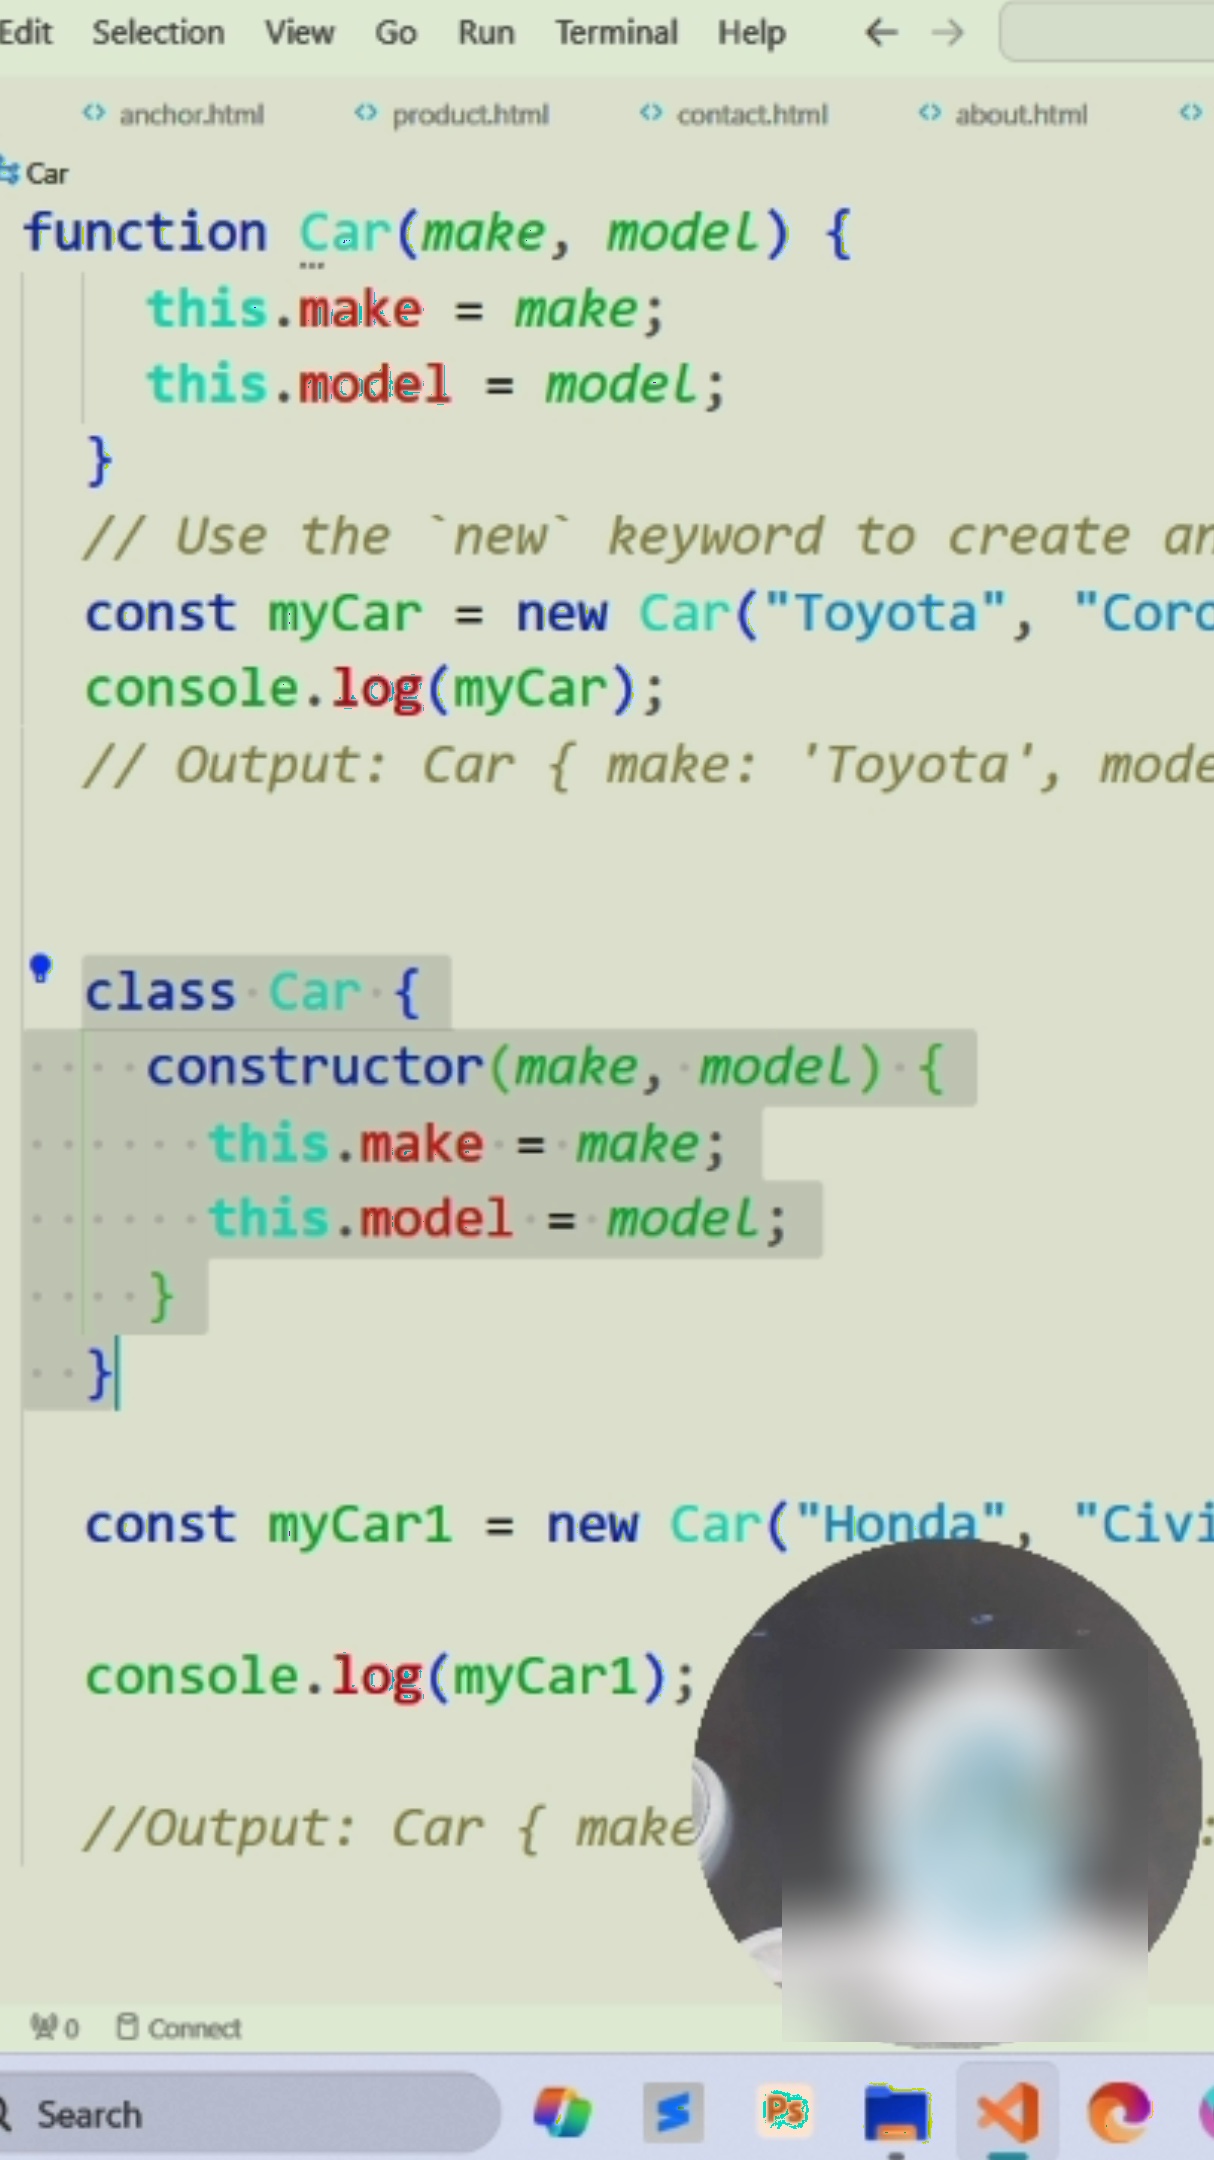 Edit Selection View Go Run Terminal Help
anchor.html product.html contact.html about.html
Car
function Car(make, model) {
this.make = make;
this.model = model;
}
// Use the `new` keyword to create an
const myCar = new Car("Toyota", "Coro
console.log(myCar);
// Output: Car { make: 'Toyota', mode
class Car {
constructor(make, model) {
this.make = make;
this.model = model;
}
}
const myCar1 = new Car("Honda", "Civi
console.log(myCar1);
//Output: Car { make :
0 Connect
Search
Ps